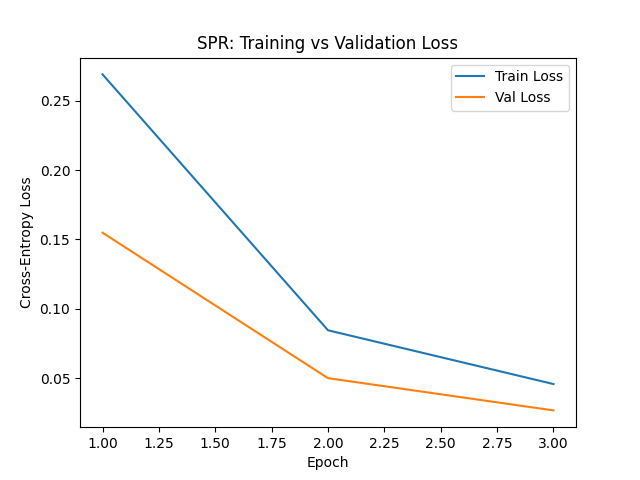 SPR: Training vs Validation Loss
Train Loss
Val Loss
0.25
0.20
0.15
0.10
0.05
Cross-Entropy Loss
1.00 1.25 1.50 1.75 2.00 2.25 2.50 2.75 3.00
Epoch